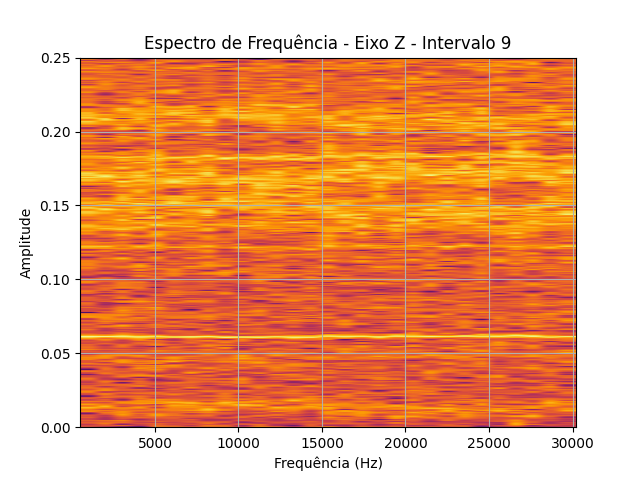 Espectro de Frequência - Eixo Z - Intervalo 9
0.25
0.20
0.15
0.10
0.05
0.00
Amplitude
5000 10000 15000 20000 25000 30000
Frequência (Hz)